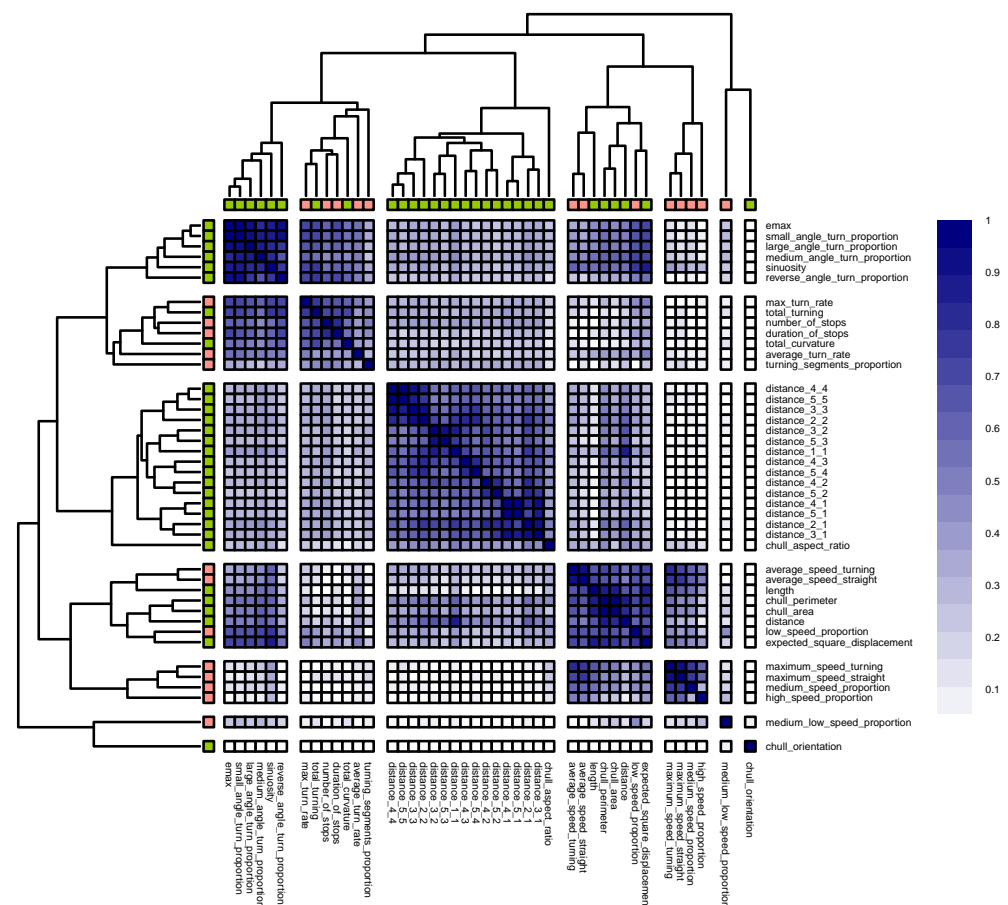 1
0.9
0.8
0.7
0.6
0.5
0.4
0.3
0.2
0.1
emax
small_angle_turn_proportion
large_angle_turn_proportion
medium_angle_turn_proportion
sinuosity
reverse_angle_turn_proportion
max_turn_rate
total_turning
number_of_stops
duration_of_stops
total_curvature
average_turn_rate
turning_segments_proportion
distance_4_4
distance_5_5
distance_3_3
distance_2_2
distance_3_2
distance_5_3
distance_1_1
distance_4_3
distance_5_4
distance_4_2
distance_5_2
distance_4_1
distance_5_1
distance_2_1
distance_3_1
chull_aspect_ratio
average_speed_turning
average_speed_straight
length
chull_perimeter
chull_area
distance
low_speed_proportion
expected_square_displacement
maximum_speed_turning
maximum_speed_straight
medium_speed_proportion
high_speed_proportion
medium_low_speed_proportion
chull_orientation
emax
small_angle_turn_proportion
large_angle_turn_proportion
medium_angle_turn_proportion
sinuosity
reverse_angle_turn_proportion
max_turn_rate
total_turning
number_of_stops
duration_of_stops
total_curvature
average_turn_rate
turning_segments_proportion
distance_4_4
distance_5_5
distance_3_3
distance_2_2
distance_3_2
distance_5_3
distance_1_1
distance_4_3
distance_5_4
distance_4_2
distance_5_2
distance_4_1
distance_5_1
distance_2_1
distance_3_1
chull_aspect_ratio
average_speed_turning
average_speed_straight
length
chull_perimeter
chull_area
distance
low_speed_proportion
expected_square_displacemen
maximum_speed_turning
maximum_speed_straight
medium_speed_proportion
high_speed_proportion
medium_low_speed_proportion
chull_orientation